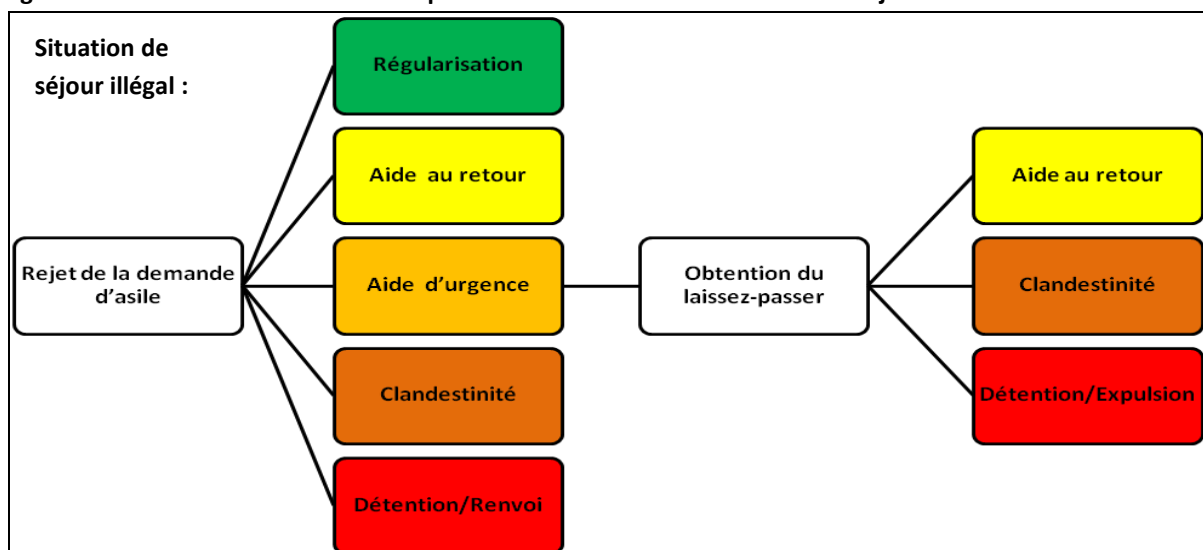 Situation de
séjour illégal :
Régularisation
Aide au retour
Aide au retour
Rejet de la demande
d'asile
Aide d'urgence
Obtention du
laissez-passer
Clandestinité
Clandestinité
Détention/Expulsion
Détention/Renvoi